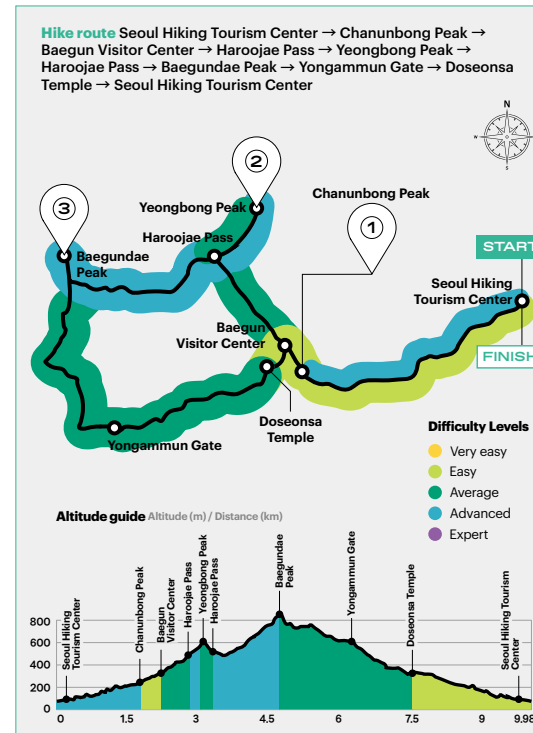 Hike route Seoul Hiking Tourism Center → Chanunbong Peak →
Baegun Visitor Center → Haroojae Pass → Yeongbong Peak →
Haroojae Pass → Baegundae Peak → Yongammun Gate → Doseonsa
Temple → Seoul Hiking Tourism Center
N
W
S
2
Chanunbong Peak
3
Yeongbong Peak
1
Haroojae Pass
START
Baegundae
Peak
Seoul Hiking
Tourism Center
Baegun
Visitor Center
FINISH
Doseonsa
Temple
Yongammun Gate
Difficulty Levels
Very easy
Easy
Average
Advanced
Expert
Altitude guide Altitude (m) / Distance (km)
800
600
400
200
0
Seoul Hiking
Tourism Center
Chanunbong Peak
Baegun
Visitor Center
Haroojae Pass
Yeongbong Peak
Haroojae Pass
Baegundae
Peak
Yongammun Gate
Doseonsa Temple
Seoul Hiking Tourism
Center
0 1.5 3 4.5 6 7.5 9 9.98